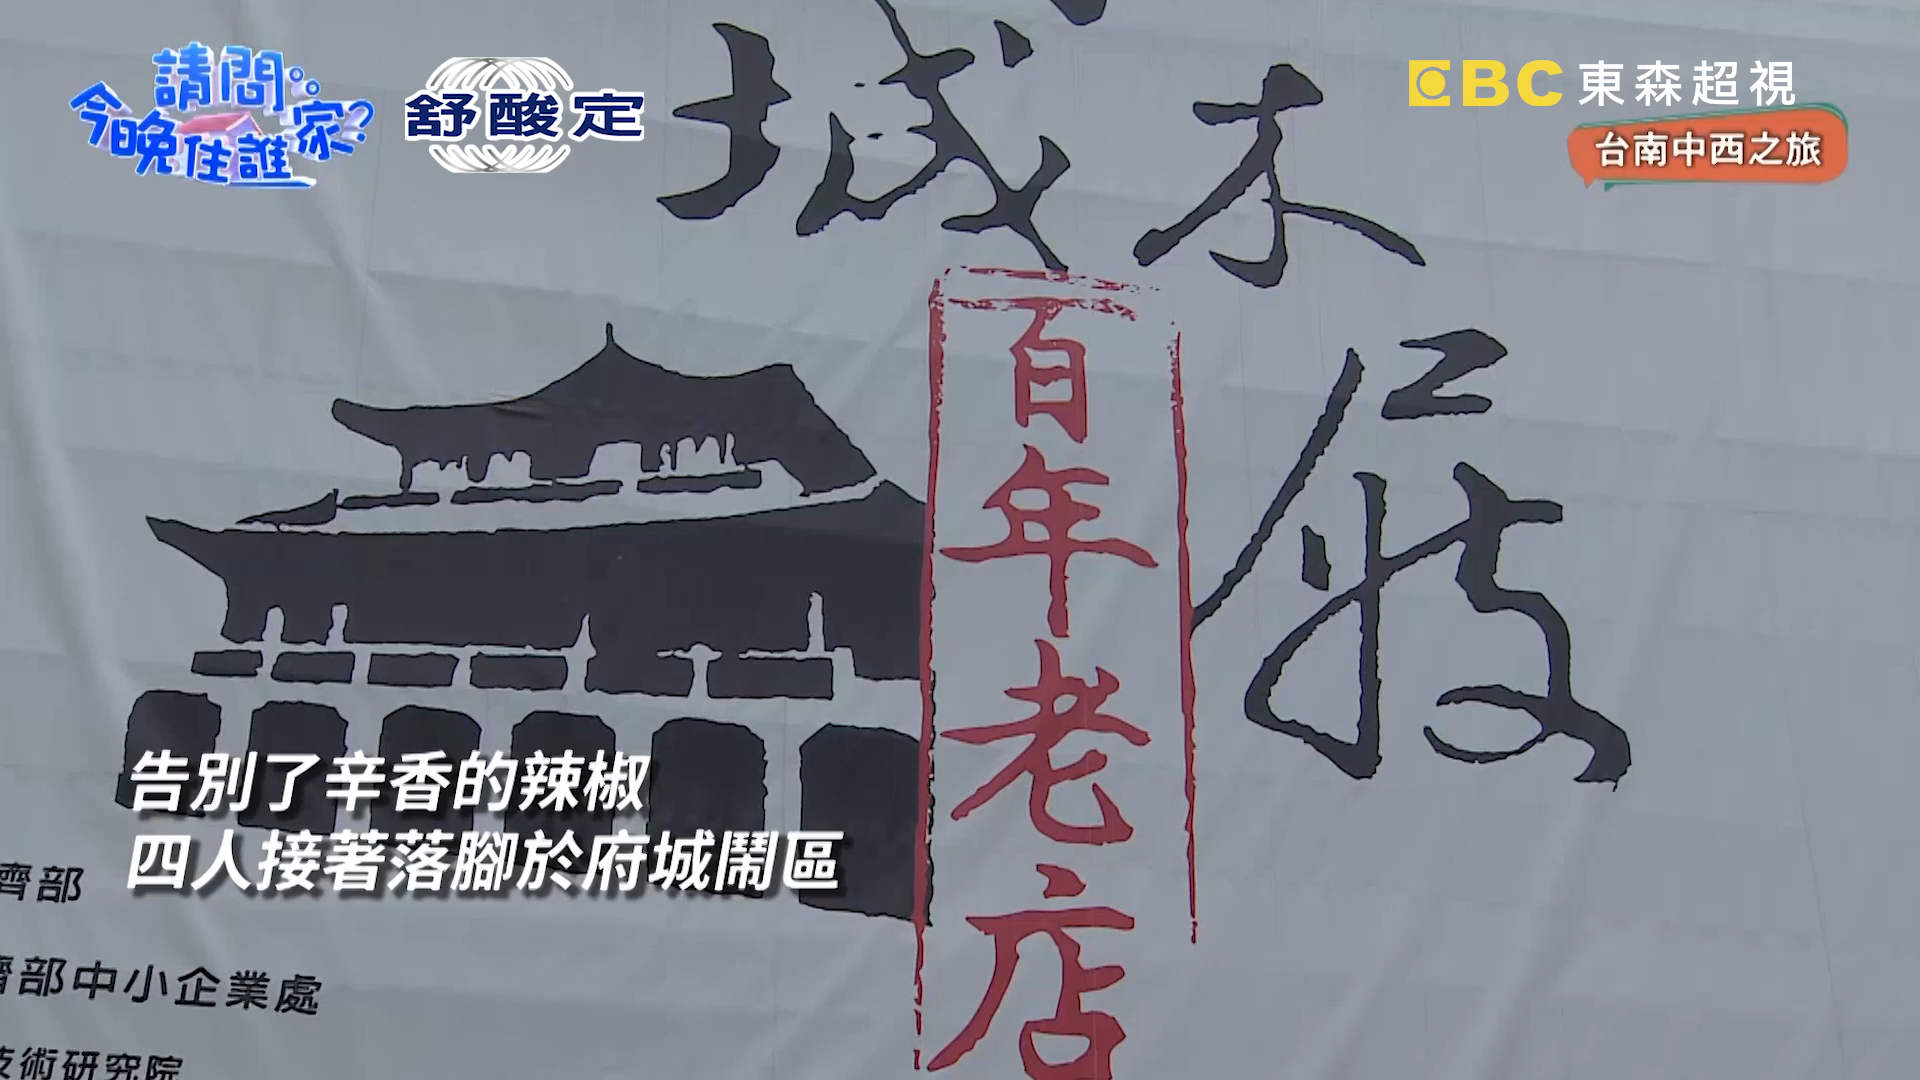 請問
今晚住誰家?
舒酸定
EBC 東森超視
台南中西之旅
城
木屐
百年老店
告別了辛香的辣椒
四人接著落腳於府城鬧區
濟部
濟部中小企業處
技術研究院